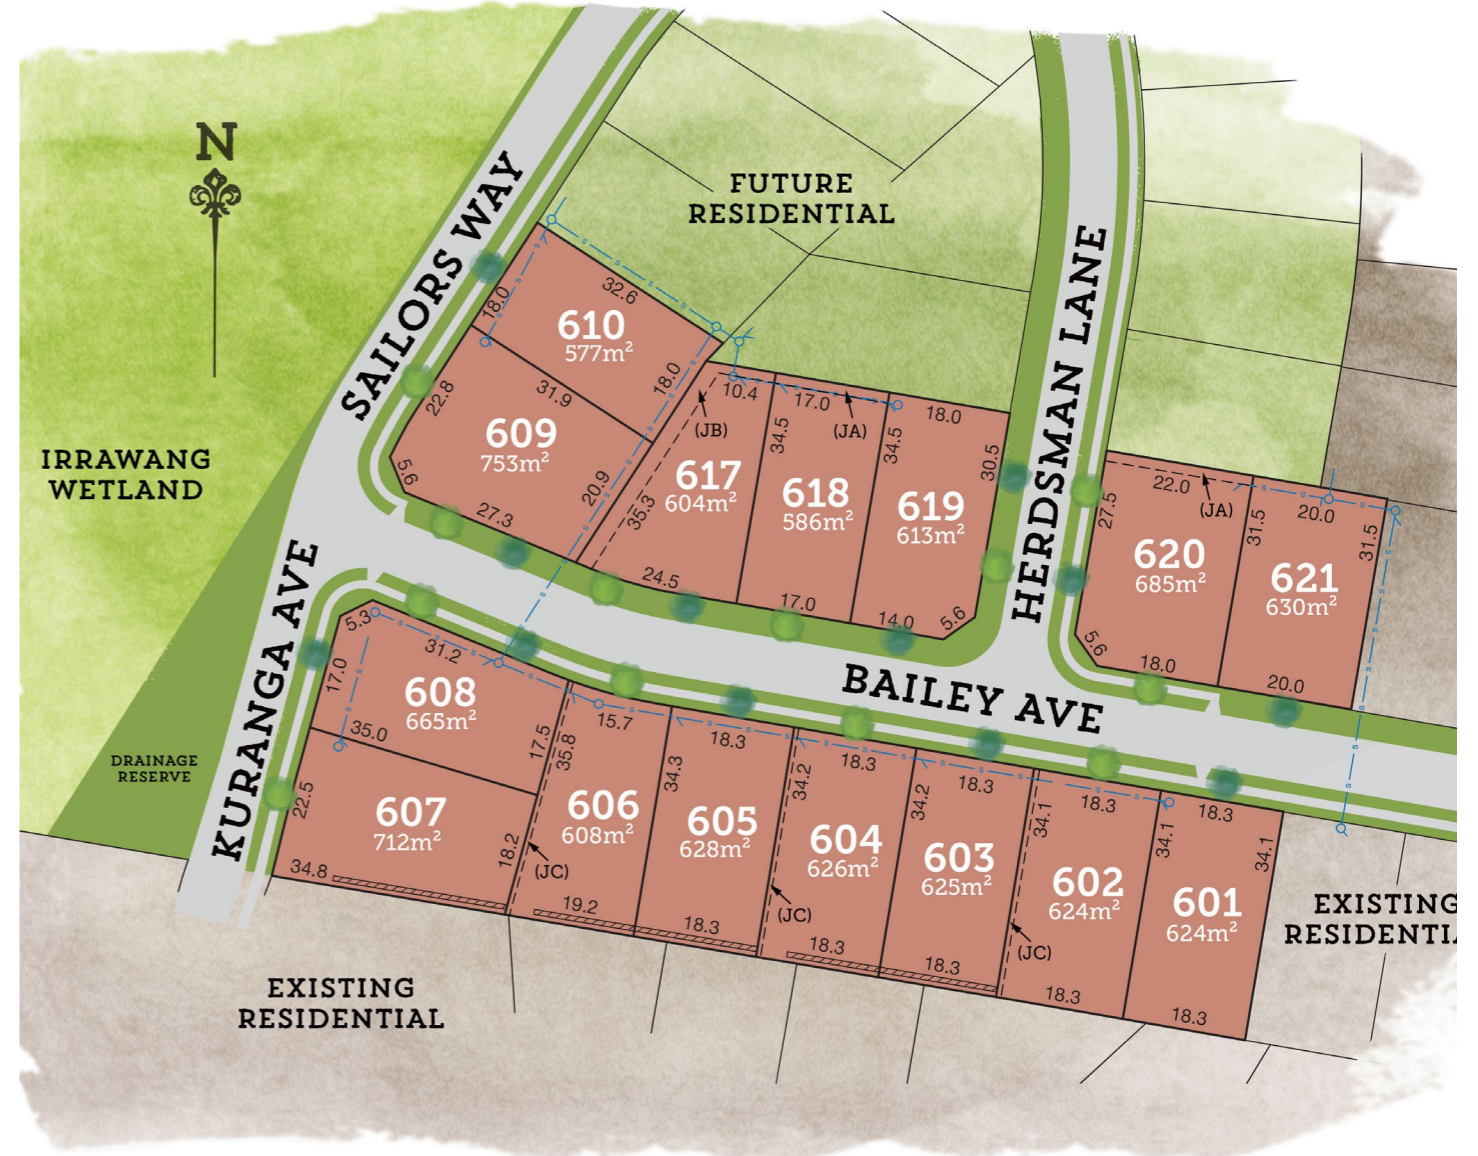 N
SAILORS WAY
FUTURE
RESIDENTIAL
HERDSMAN LANE
IRRAWANG
WETLAND
KURANGA AVE
DRAINAGE
RESERVE
BAILEY AVE
32.6
18.0
610
577m²
18.0
31.9
22.8
609
753m²
5.6
27.3
20.9
10.4
(JB)
35.3
617
604m²
24.5
17.0
(JA)
34.5
618
586m²
17.0
18.0
34.5
30.5
619
613m²
14.0
5.6
22.0
(JA)
27.5
620
685m²
5.6
18.0
20.0
31.5
31.5
621
630m²
20.0
5.3
31.2
17.0
608
665m²
35.0
17.5
22.5
607
712m²
18.2
34.8
15.7
35.8
606
608m²
(JC)
19.2
18.3
34.3
605
628m²
18.3
18.3
34.2
604
626m²
(JC)
18.3
18.3
34.2
603
625m²
18.3
18.3
34.1
602
624m²
(JC)
18.3
18.3
34.1
34.1
601
624m²
18.3
EXISTING
RESIDENTIAL
EXISTING
RESIDENTIA